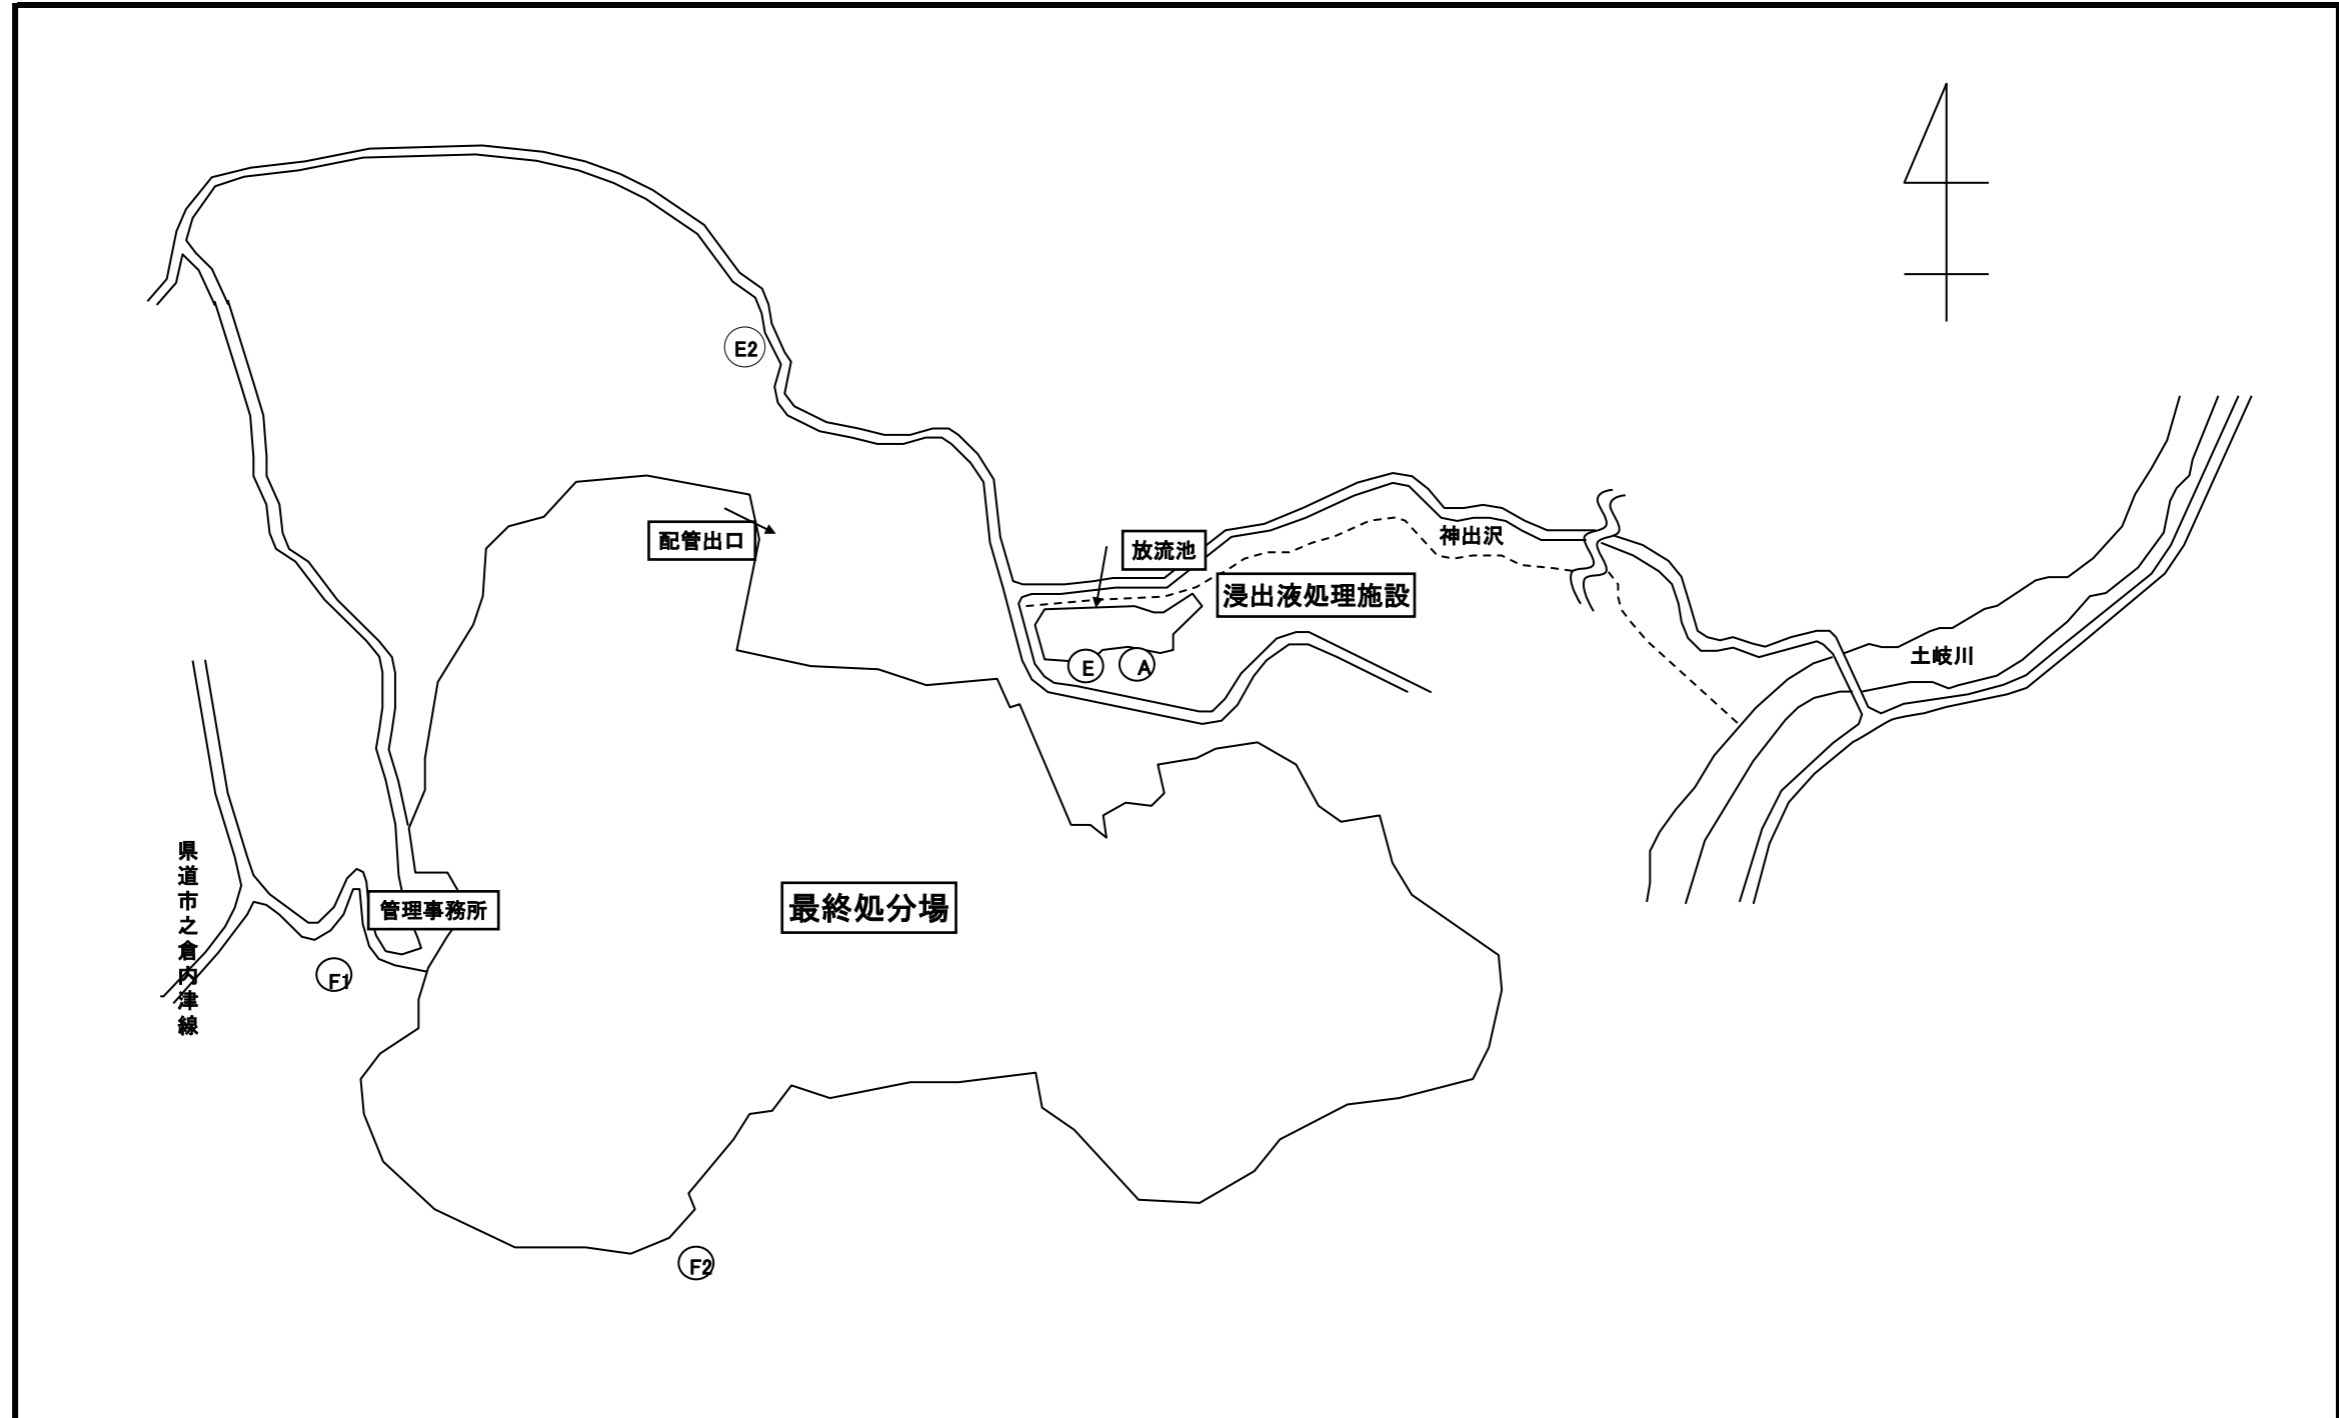 E2
配管出口
放流池
神出沢
浸出液処理施設
E
A
土岐川
県道市之倉内津線
管理事務所
最終処分場
F1
F2